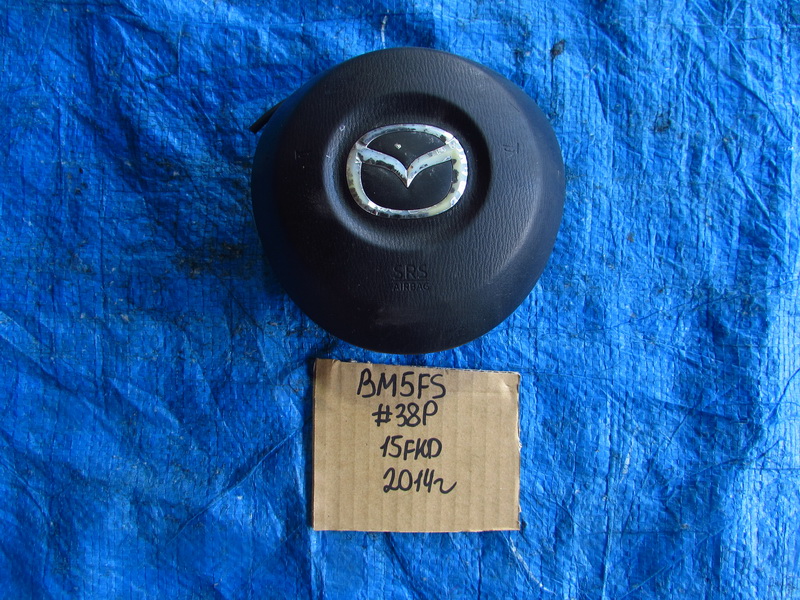 SRS
AIRBAG
BM5FS
#38P
15FKD
2014г